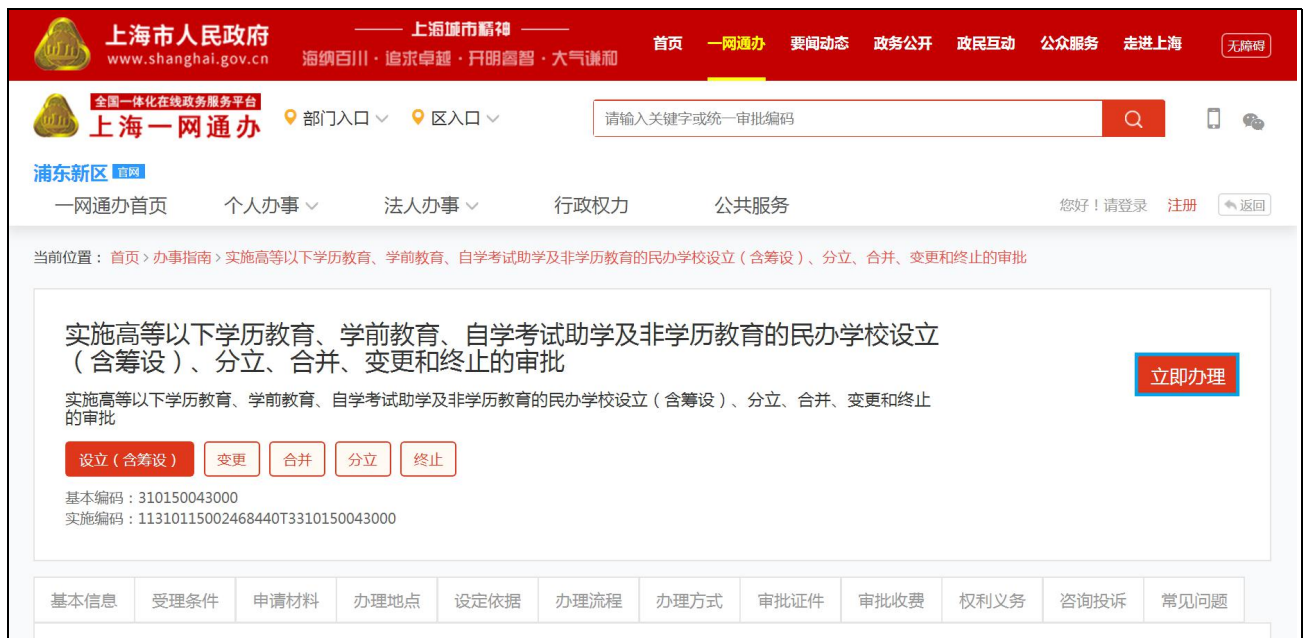 上海市人民政府
www.shanghai.gov.cn
上海城市精神
海纳百川·追求卓越·开明睿智·大气谦和
首页 一网通办 要闻动态 政务公开 政民互动 公众服务 走进上海 无障碍
全国一体化在线政务服务平台
上海一网通办
部门入口 区入口 请输入关键字或统一审批编码
浦东新区 官网
一网通办首页 个人办事 法人办事 行政权力 公共服务 您好！请登录 注册 返回
当前位置：首页>办事指南>实施高等以下学历教育、学前教育、自学考试助学及非学历教育的民办学校设立（含筹设）、分立、合并、变更和终止的审批
实施高等以下学历教育、学前教育、自学考试助学及非学历教育的民办学校设立
（含筹设）、分立、合并、变更和终止的审批
立即办理
实施高等以下学历教育、学前教育、自学考试助学及非学历教育的民办学校设立（含筹设）、分立、合并、变更和终止
的审批
设立（含筹设） 变更 合并 分立 终止
基本编码：310150043000
实施编码：11310115002468440T3310150043000
基本信息 受理条件 申请材料 办理地点 设定依据 办理流程 办理方式 审批证件 审批收费 权利义务 咨询投诉 常见问题